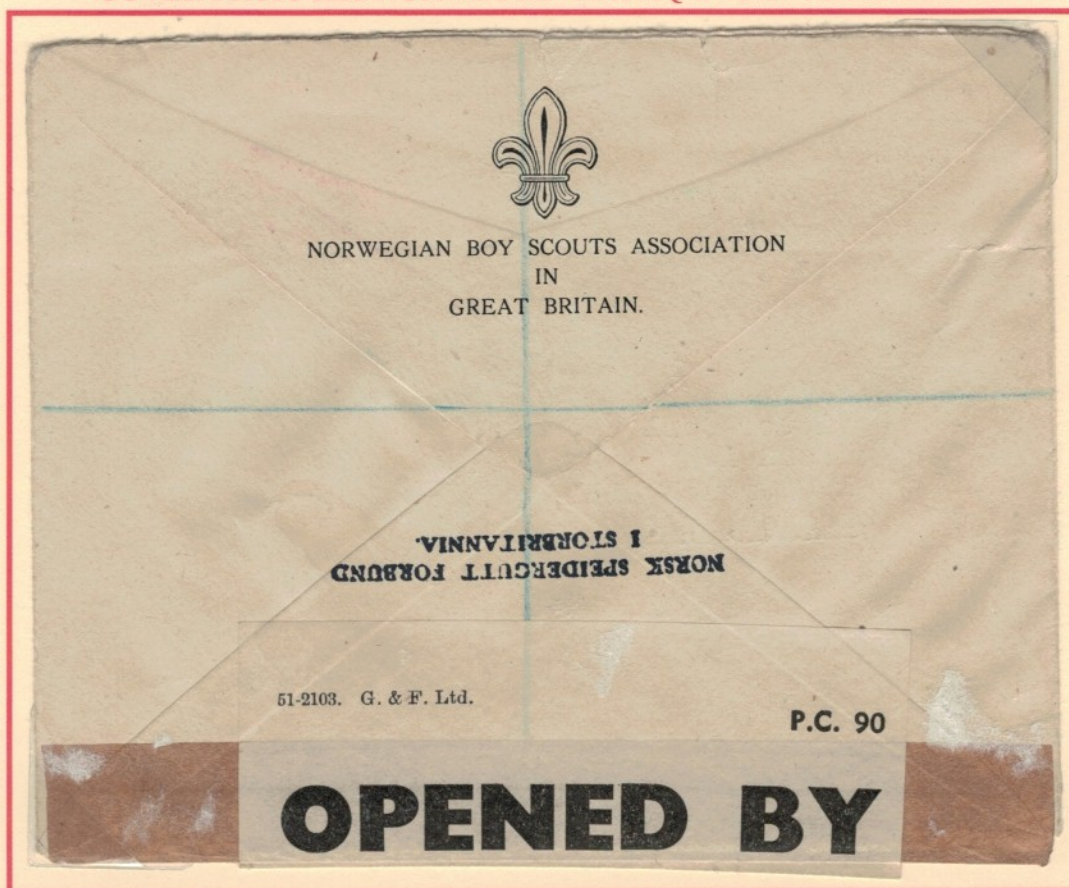 NORWEGIAN BOY SCOUTS ASSOCIATION
IN
GREAT BRITAIN.
NORSK SPEIDERGUTT FORBUND
I STORBRITANNIA.
51-2103. G. & F. Ltd.
P.C. 90
OPENED BY